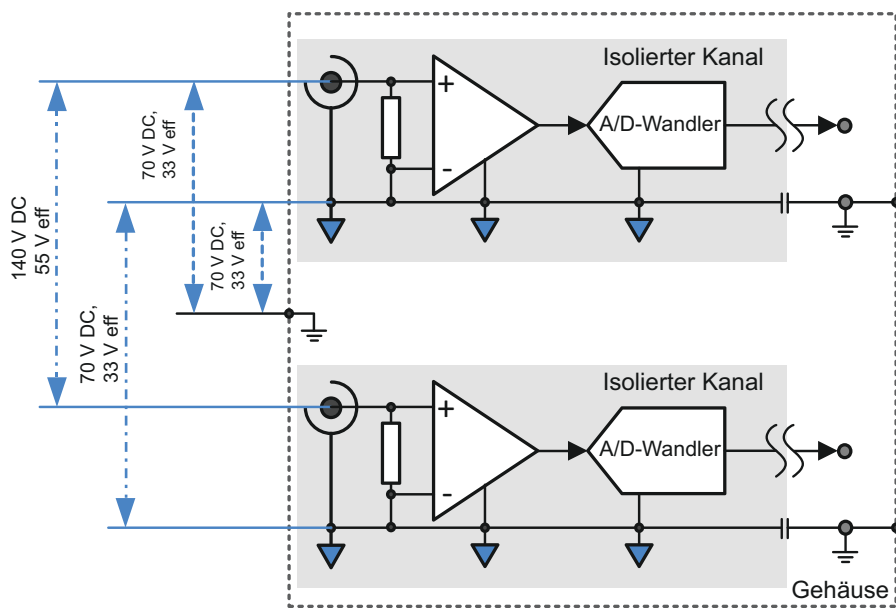 Isolierter Kanal
+
-
A/D-Wandler
70 V DC,
33 V eff
140 V DC
55 V eff
70 V DC,
33 V eff
70 V DC,
33 V eff
Isolierter Kanal
+
-
A/D-Wandler
Gehäuse